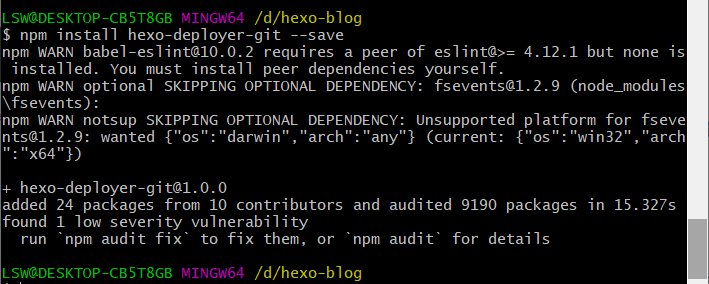 LSW@DESKTOP-CB5T8GB MINGW64 /d/hexo-blog
$ npm install hexo-deployer-git --save
npm WARN babel-eslint@10.0.2 requires a peer of eslint@>= 4.12.1 but none is
 installed. You must install peer dependencies yourself.
npm WARN optional SKIPPING OPTIONAL DEPENDENCY: fsevents@1.2.9 (node_modules
\fsevents):
npm WARN notsup SKIPPING OPTIONAL DEPENDENCY: Unsupported platform for fseve
nts@1.2.9: wanted {"os":"darwin","arch":"any"} (current: {"os":"win32","arch
":"x64"})
+ hexo-deployer-git@1.0.0
added 24 packages from 10 contributors and audited 9190 packages in 15.327s
found 1 low severity vulnerability
  run `npm audit fix` to fix them, or `npm audit` for details
LSW@DESKTOP-CB5T8GB MINGW64 /d/hexo-blog